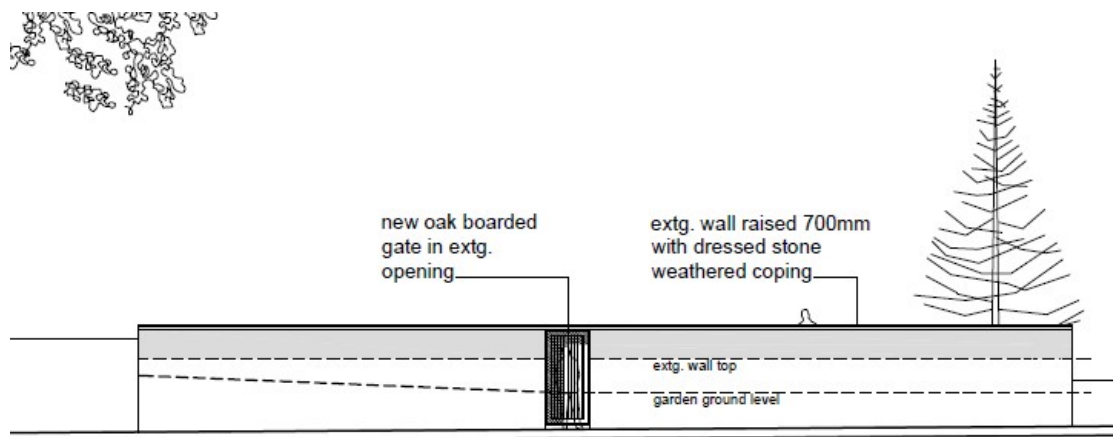 new oak boarded
gate in extg.
opening
extg. wall raised 700mm
with dressed stone
weathered coping
extg. wall top
garden ground level